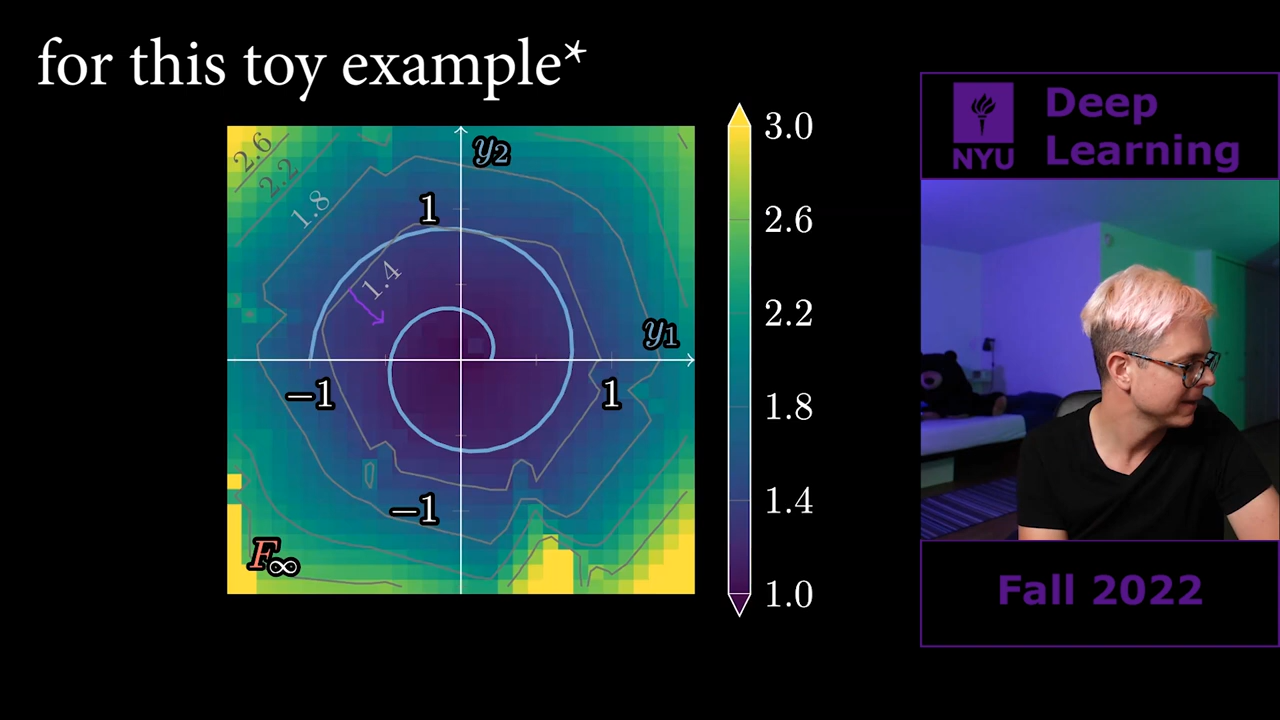 for this toy example*
2.6
2.2
1.8
1.4
y₂
1
y₁
−1
1
−1
F∞
3.0
2.6
2.2
1.8
1.4
1.0
NYU
Deep
Learning
Fall 2022